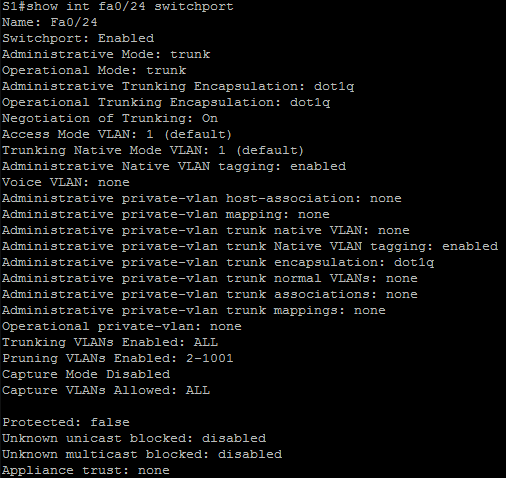 S1#show int fa0/24 switchport
Name: Fa0/24
Switchport: Enabled
Administrative Mode: trunk
Operational Mode: trunk
Administrative Trunking Encapsulation: dot1q
Operational Trunking Encapsulation: dot1q
Negotiation of Trunking: On
Access Mode VLAN: 1 (default)
Trunking Native Mode VLAN: 1 (default)
Administrative Native VLAN tagging: enabled
Voice VLAN: none
Administrative private-vlan host-association: none
Administrative private-vlan mapping: none
Administrative private-vlan trunk native VLAN: none
Administrative private-vlan trunk Native VLAN tagging: enabled
Administrative private-vlan trunk encapsulation: dot1q
Administrative private-vlan trunk normal VLANs: none
Administrative private-vlan trunk associations: none
Administrative private-vlan trunk mappings: none
Operational private-vlan: none
Trunking VLANs Enabled: ALL
Pruning VLANs Enabled: 2-1001
Capture Mode Disabled
Capture VLANs Allowed: ALL

Protected: false
Unknown unicast blocked: disabled
Unknown multicast blocked: disabled
Appliance trust: none